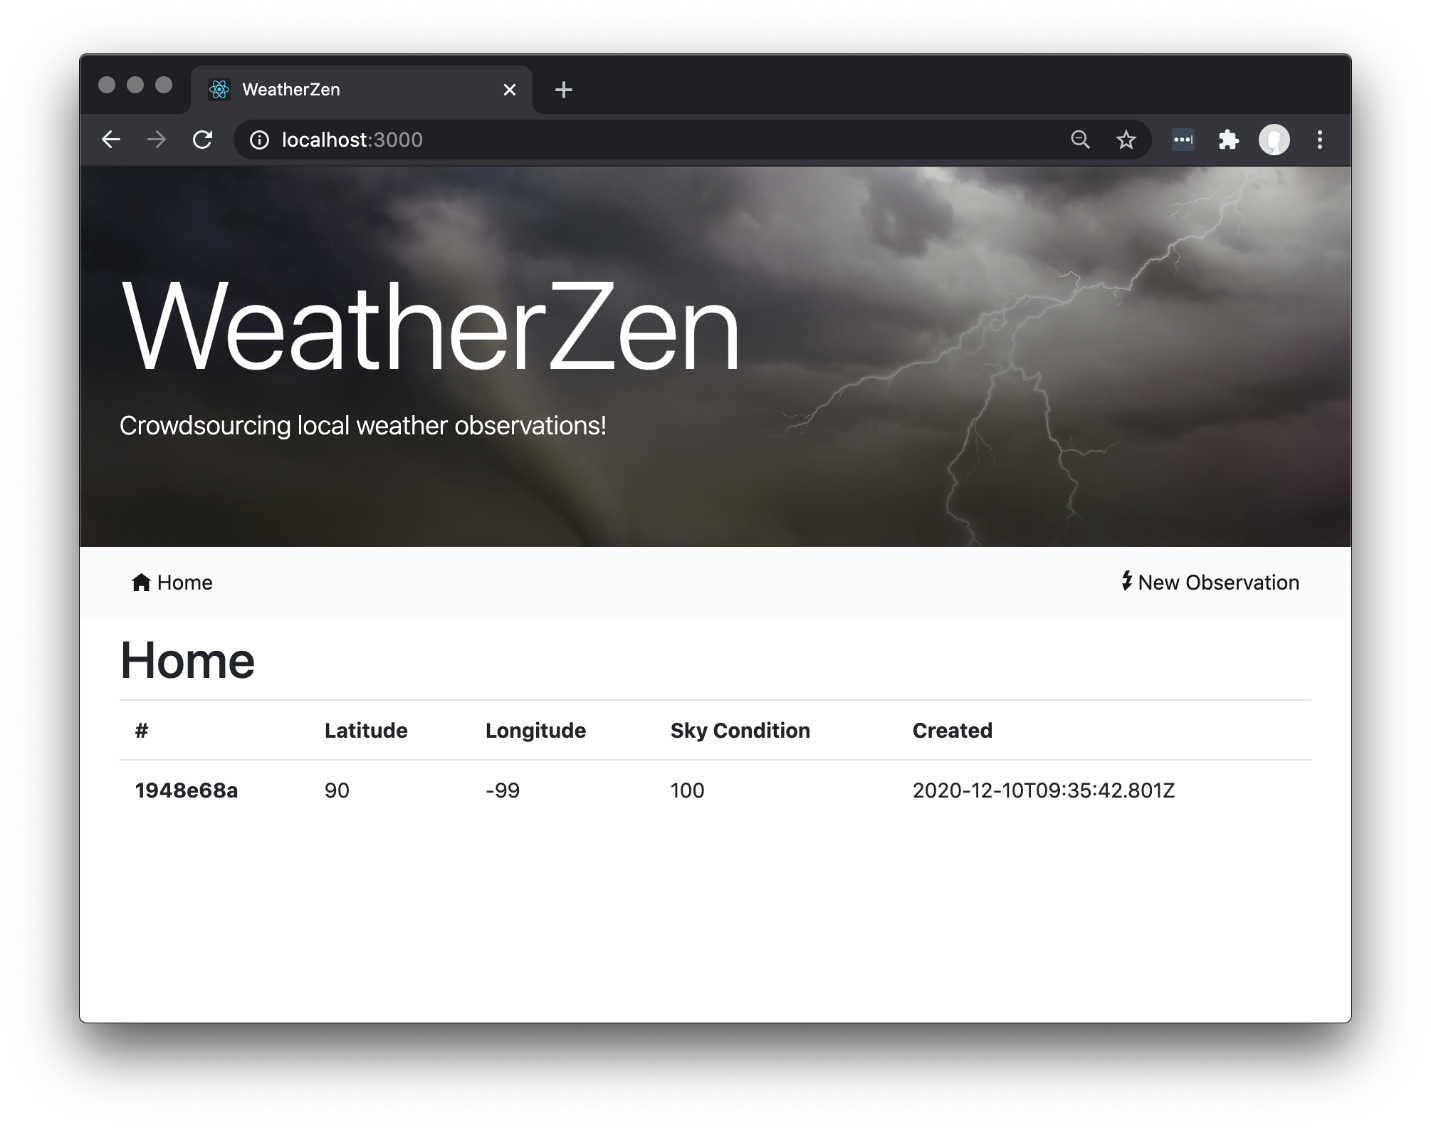 WeatherZen
localhost:3000
WeatherZen
Crowdsourcing local weather observations!
Home
New Observation
Home
# Latitude Longitude Sky Condition Created
1948e68a 90 -99 100 2020-12-10T09:35:42.801Z